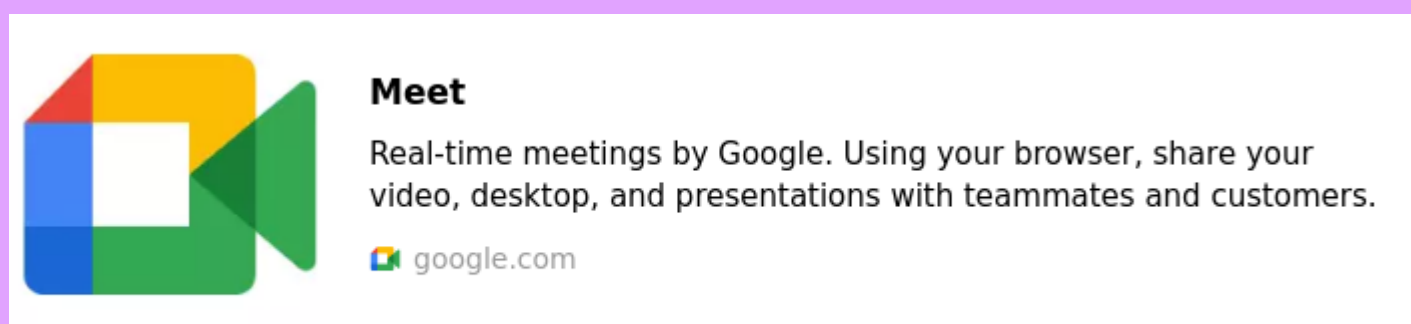 Meet
Real-time meetings by Google. Using your browser, share your
video, desktop, and presentations with teammates and customers.
google.com